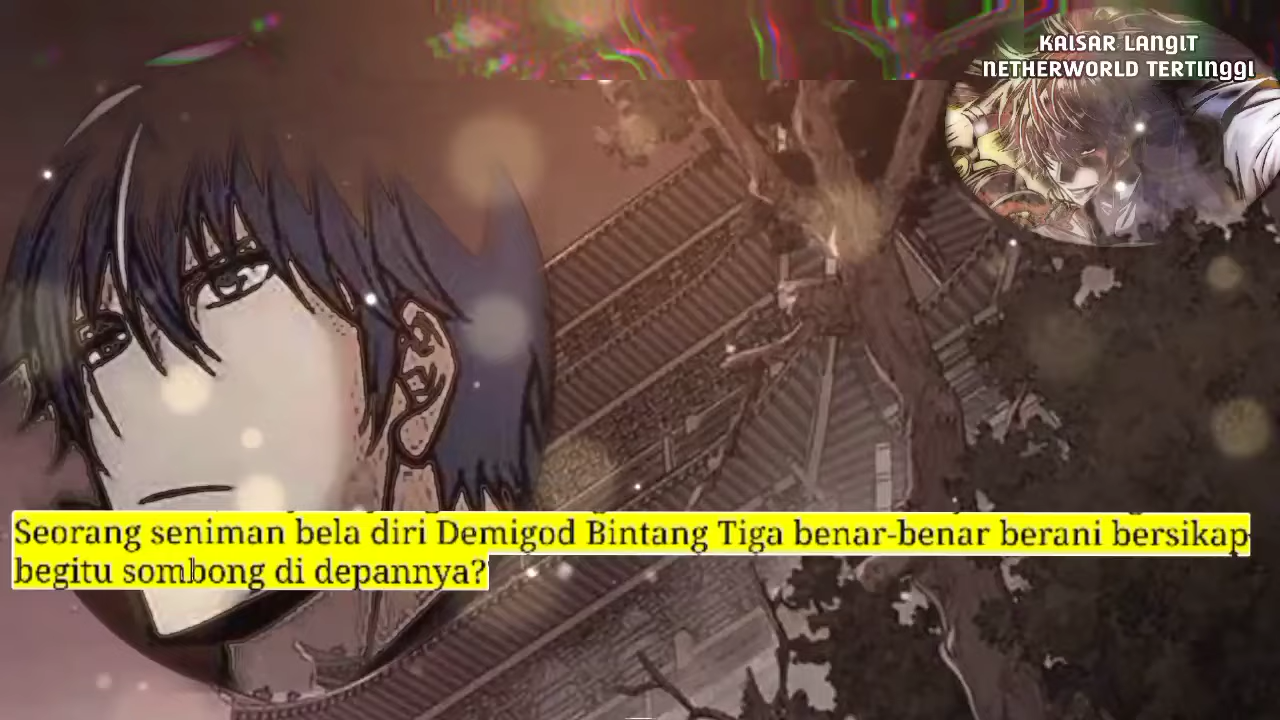 KAISAR LANGIT
NETHERWORLD TERTINGGI
Seorang seniman bela diri Demigod Bintang Tiga benar-benar berani bersikap
begitu sombong di depannya?